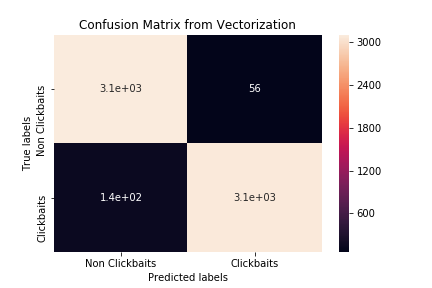 Confusion Matrix from Vectorization
True labels
Non Clickbaits
Clickbaits
3.1e+03
56
1.4e+02
3.1e+03
Non Clickbaits
Clickbaits
Predicted labels
3000
2400
1800
1200
600